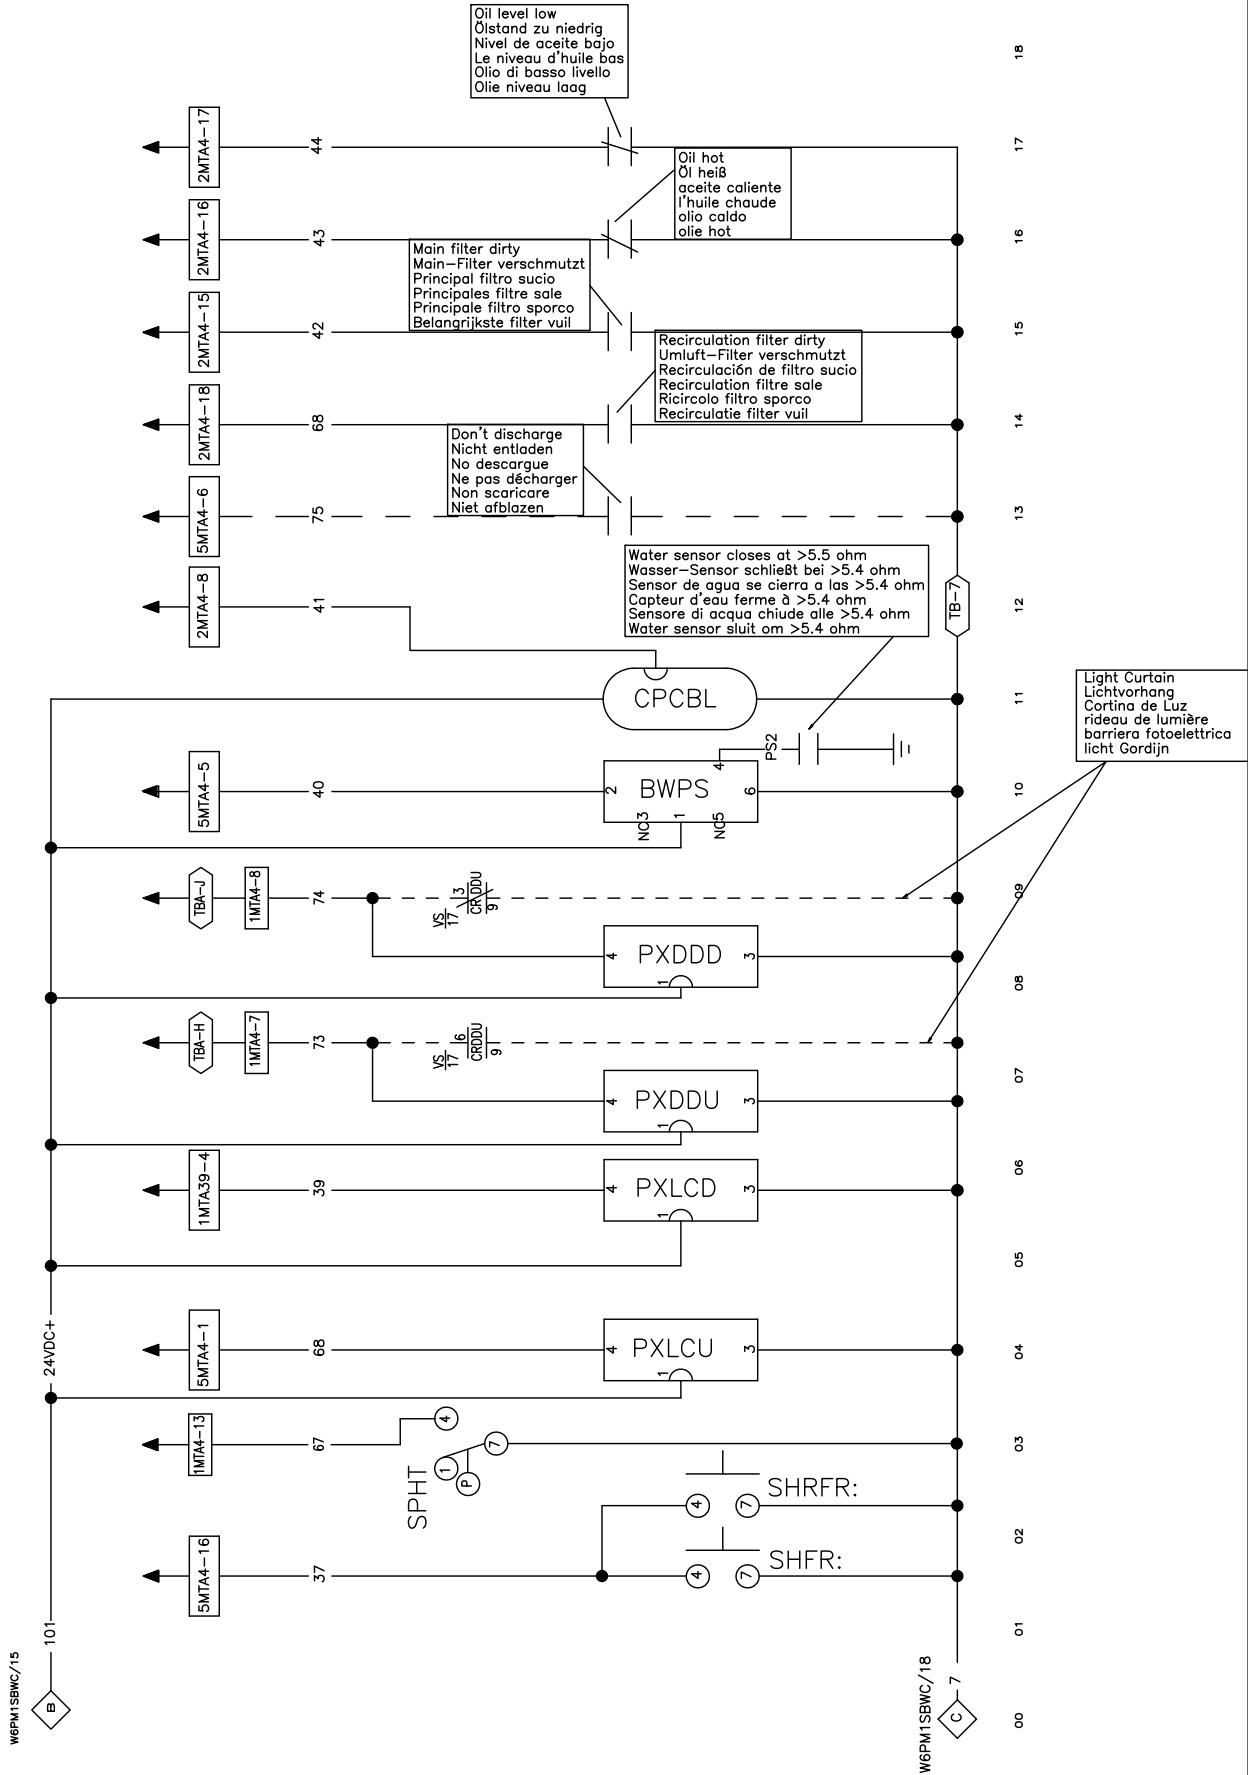 Oil level low
Ölstand zu niedrig
Nivel de aceite bajo
Le niveau d'huile bas
Olio di basso livello
Olie niveau laag
18
2MTA4-17
44
17
Oil hot
Öl heiß
aceite caliente
l'huile chaude
olio caldo
olie hot
2MTA4-16
43
16
Main filter dirty
Main-Filter verschmutzt
Principal filtro sucio
Principales filtre sale
Principale filtro sporco
Belangrijkste filter vuil
2MTA4-15
42
15
Recirculation filter dirty
Umluft-Filter verschmutzt
Recirculación de filtro sucio
Recirculation filtre sale
Ricircolo filtro sporco
Recirculatie filter vuil
2MTA4-18
68
14
Don't discharge
Nicht entladen
No descargue
Ne pas décharger
Non scaricare
Niet afblazen
5MTA4-6
75
13
Water sensor closes at >5.5 ohm
Wasser-Sensor schließt bei >5.4 ohm
Sensor de agua se cierra a las >5.4 ohm
Capteur d'eau ferme à >5.4 ohm
Sensore di acqua chiude alle >5.4 ohm
Water sensor sluit om >5.4 ohm
2MTA4-8
41
TB-7
12
CPCBL
11
Light Curtain
Lichtvorhang
Cortina de Luz
rideau de lumière
barriera fotoelettrica
licht Gordijn
PS2
5MTA4-5
40
2
4
BWPS
6
NO3
1
NO5
10
TBA-J
1MTA4-8
74
VS
17
3
CRDDU
9
09
4
PXDDD
3
1
08
TBA-H
1MTA4-7
73
VS
17
6
CRDDU
9
07
4
PXDDU
3
1
06
1MTA39-4
39
4
PXLCD
3
1
05
24VDC+
5MTA4-1
68
4
PXLCU
3
1
04
1MTA4-13
67
4
7
1
P
SPHT
03
4
7
SHRFR:
02
5MTA4-16
37
4
7
SHFR:
101
01
W6PM1SBWC/15
B
W6PM1SBWC/18
C
7
00